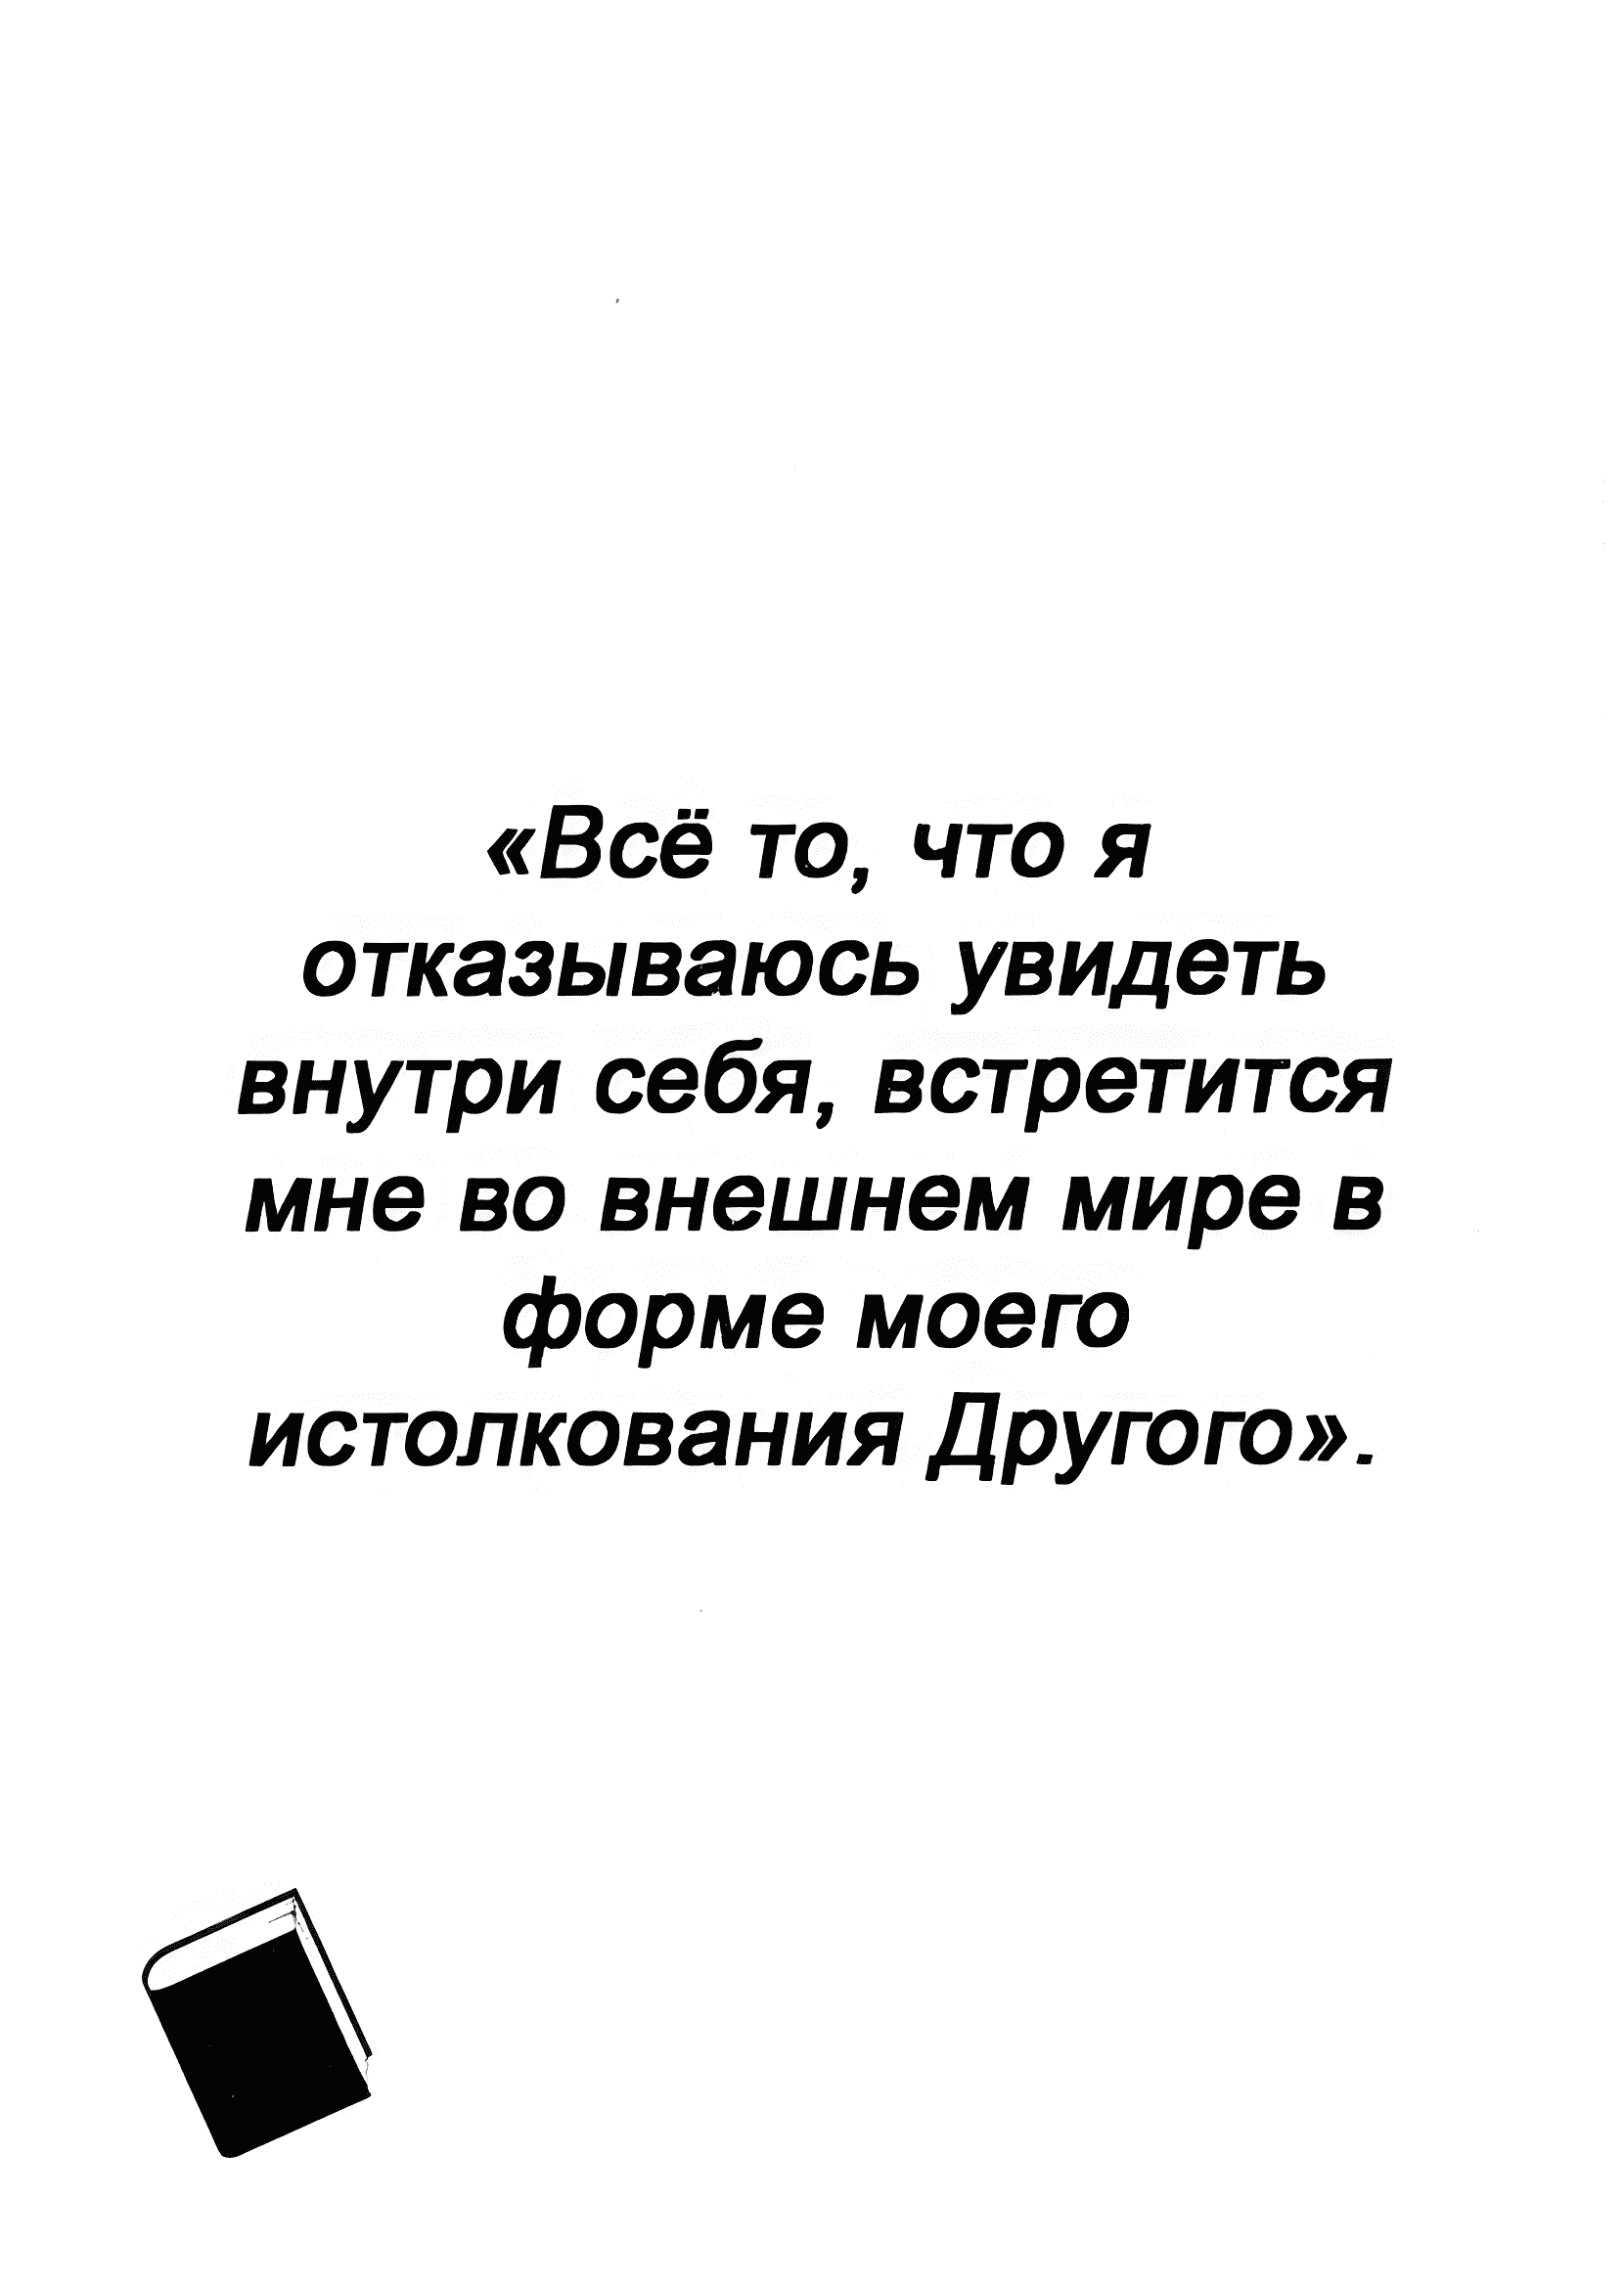 «Всё то, что я
отказываюсь увидеть
внутри себя, встретится
мне во внешнем мире в
форме моего
истолкования Другого».